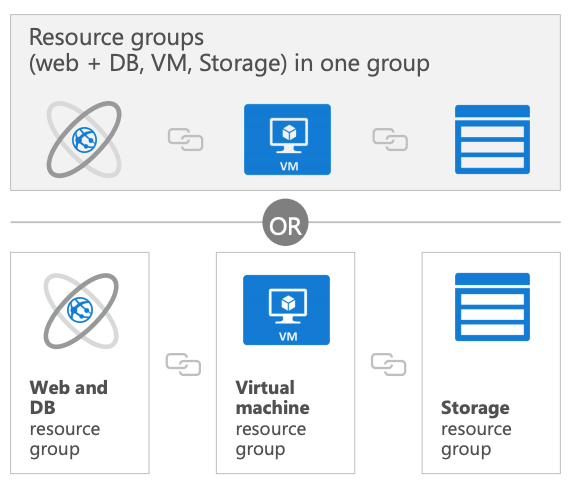 Resource groups
(web + DB, VM, Storage) in one group
VM
OR
VM
Web and
DB
resource
group
Virtual
machine
resource
group
Storage
resource
group